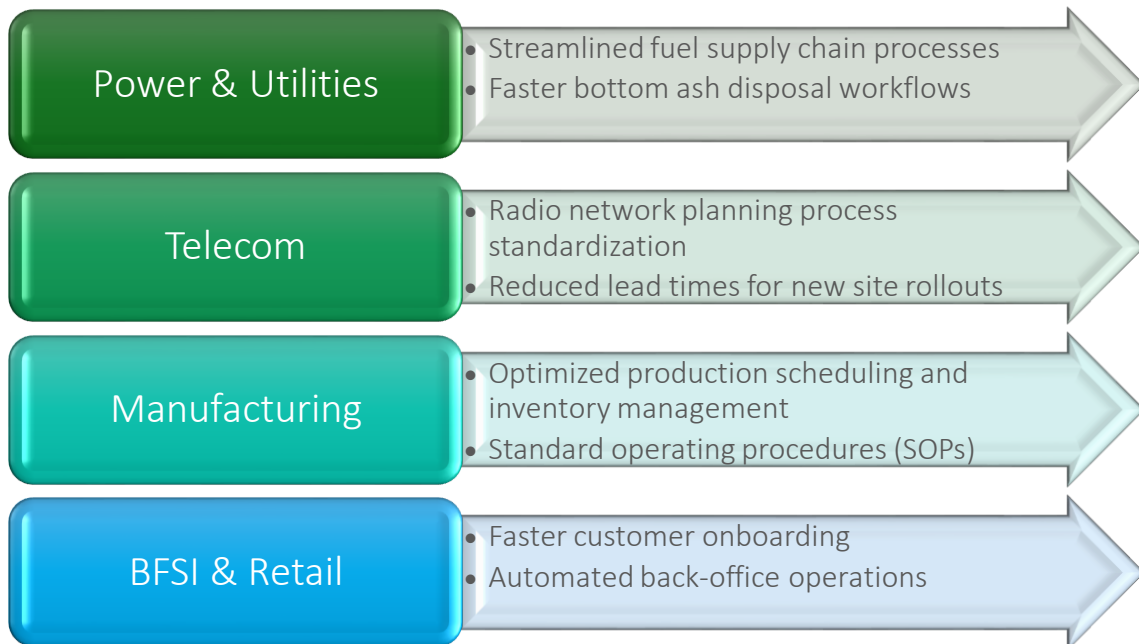 Power & Utilities
• Streamlined fuel supply chain processes
• Faster bottom ash disposal workflows
Telecom
• Radio network planning process
standardization
• Reduced lead times for new site rollouts
Manufacturing
• Optimized production scheduling and
inventory management
• Standard operating procedures (SOPs)
BFSI & Retail
• Faster customer onboarding
• Automated back-office operations